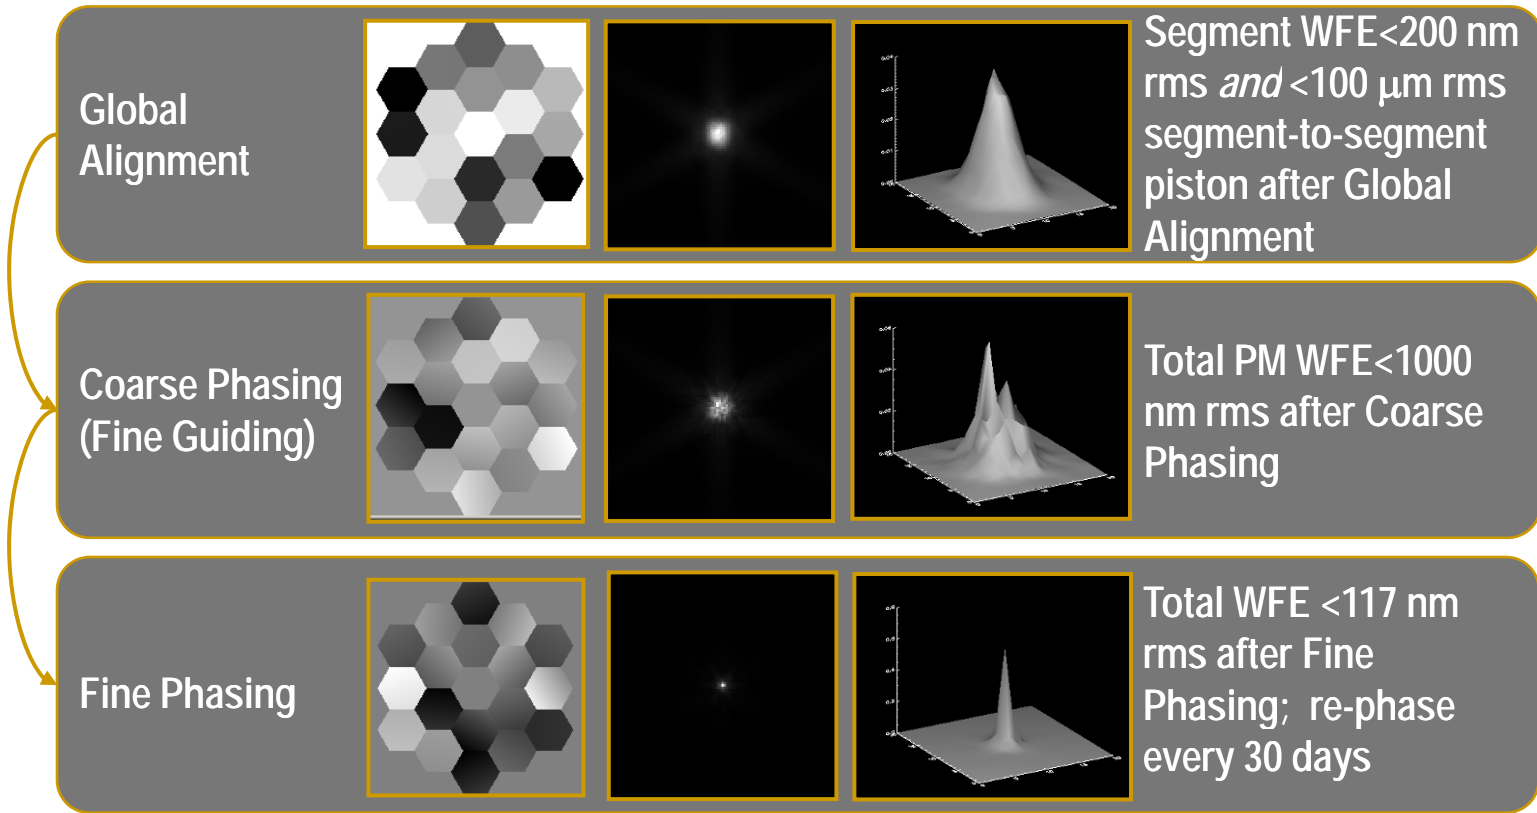 Global
Alignment
Segment WFE<200 nm
rms and <100 μm rms
segment-to-segment
piston after Global
Alignment
Coarse Phasing
(Fine Guiding)
Total PM WFE<1000
nm rms after Coarse
Phasing
Fine Phasing
Total WFE <117 nm
rms after Fine
Phasing; re-phase
every 30 days